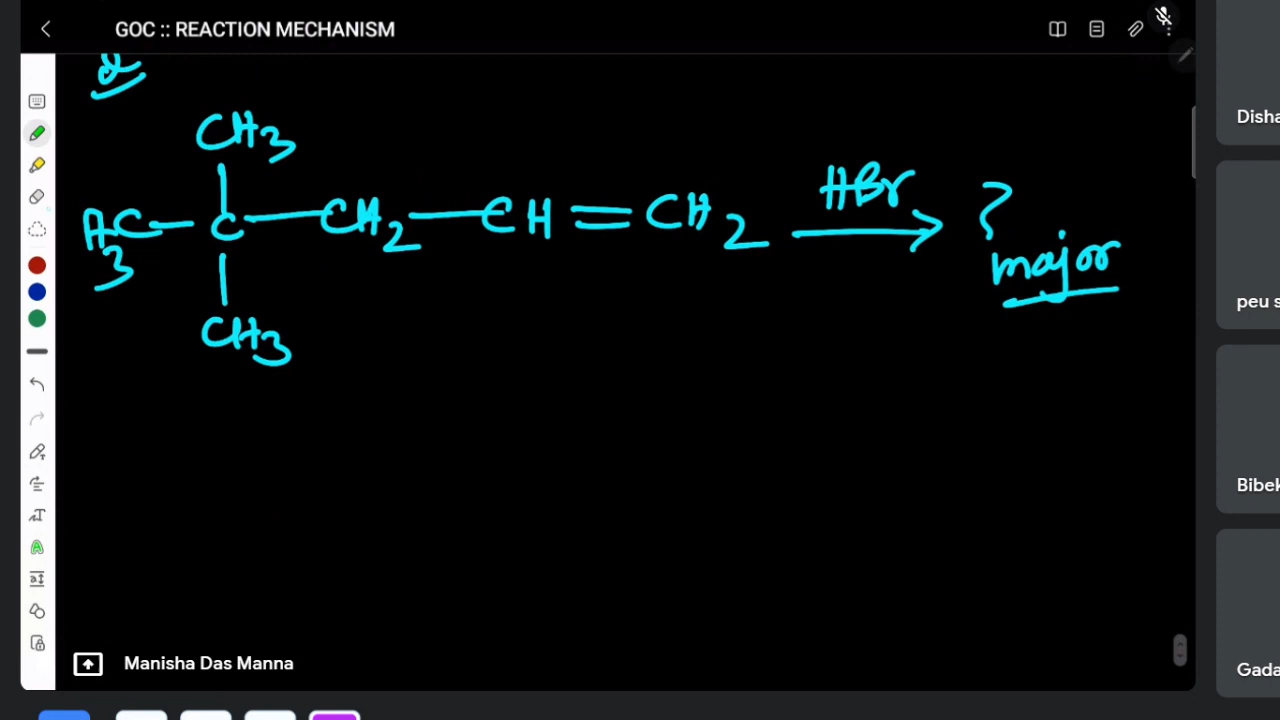 GOC :: REACTION MECHANISM
CH3
H3C—C—CH2—CH=CH2 HBr→ ?
major
CH3
Manisha Das Manna
Disha
peu s
Bibek
Gada